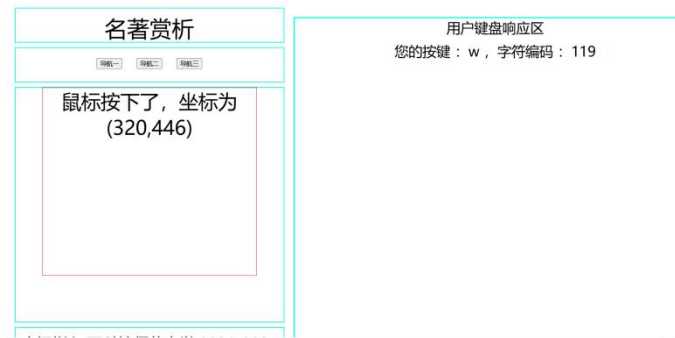 名著赏析
导航一 导航二 导航三
鼠标按下了，坐标为
(320,446)
用户键盘响应区
您的按键 ：w ，字符编码 ：119